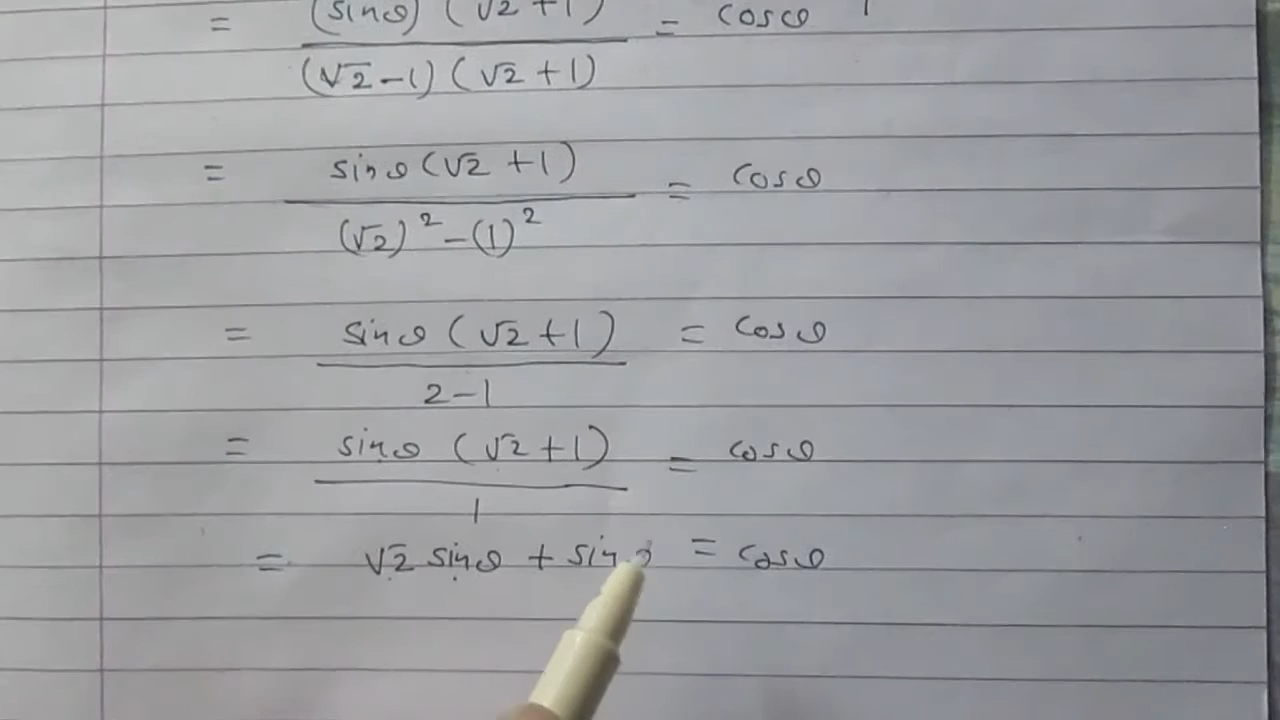 = (sinθ) (√2 + 1) / (√2 - 1) (√2 + 1) = cosθ
= sinθ (√2 + 1) / (√2)² - (1)² = cosθ
= sinθ (√2 + 1) / 2 - 1 = cosθ
= sinθ (√2 + 1) / 1 = cosθ
= √2 sinθ + sinθ = cosθ